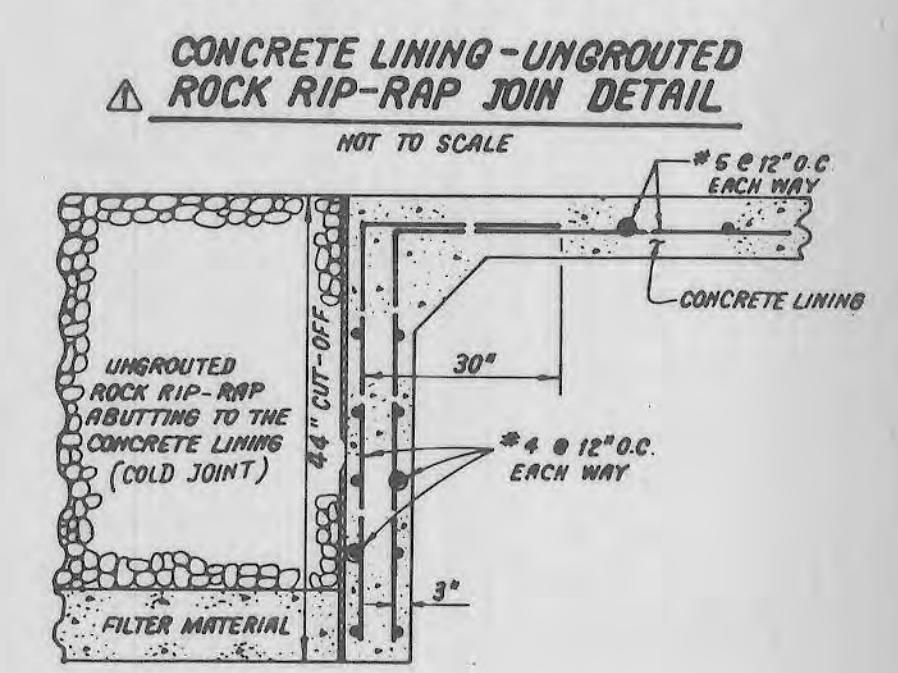 CONCRETE LINING - UNGROUTED
⚠ ROCK RIP-RAP JOIN DETAIL
NOT TO SCALE
#5 @ 12" O.C
EACH WAY
CONCRETE LINING
30"
44" CUT-OFF
UNGROUTED
ROCK RIP-RAP
ABUTTING TO THE
CONCRETE LINING
(COLD JOINT)
#4 @ 12" O.C.
EACH WAY
3"
FILTER MATERIAL